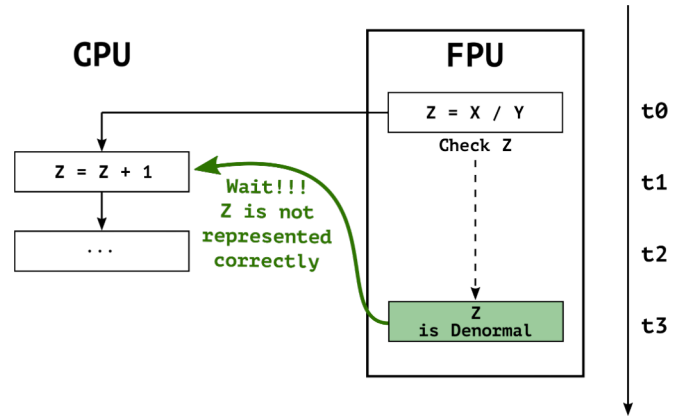 CPU
FPU
Z = X / Y
t0
Check Z
Z = Z + 1
t1
Wait!!!
Z is not
represented
correctly
...
t2
Z
is Denormal
t3